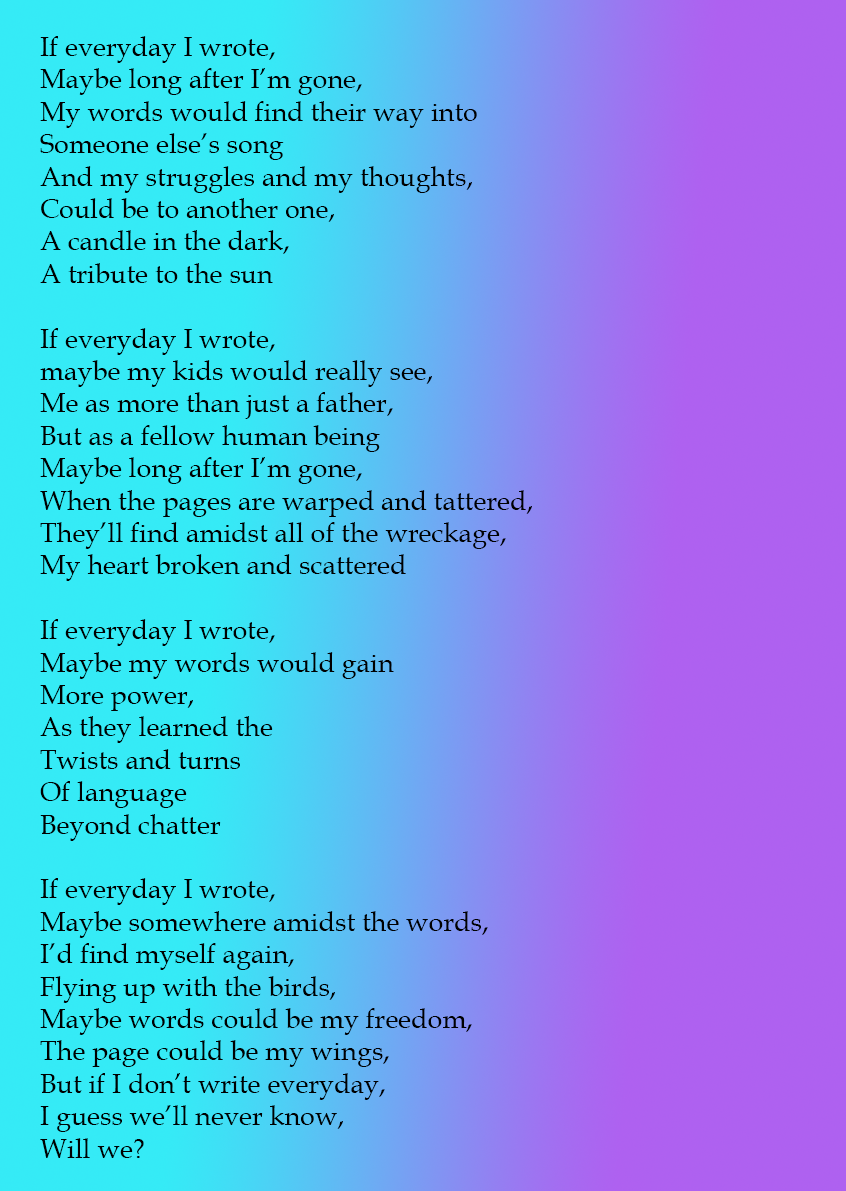 If everyday I wrote,
Maybe long after I’m gone,
My words would find their way into
Someone else’s song
And my struggles and my thoughts,
Could be to another one,
A candle in the dark,
A tribute to the sun
If everyday I wrote,
maybe my kids would really see,
Me as more than just a father,
But as a fellow human being
Maybe long after I’m gone,
When the pages are warped and tattered,
They’ll find amidst all of the wreckage,
My heart broken and scattered
If everyday I wrote,
Maybe my words would gain
More power,
As they learned the
Twists and turns
Of language
Beyond chatter
If everyday I wrote,
Maybe somewhere amidst the words,
I’d find myself again,
Flying up with the birds,
Maybe words could be my freedom,
The page could be my wings,
But if I don’t write everyday,
I guess we’ll never know,
Will we?